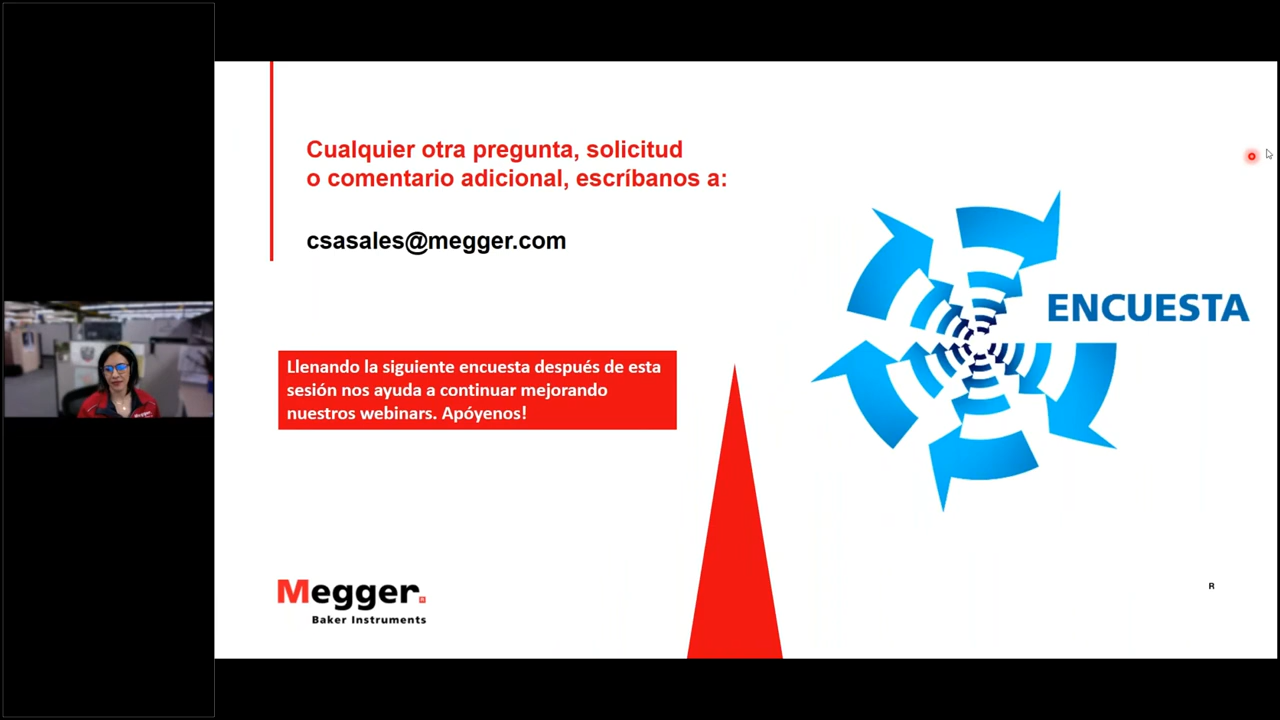 Cualquier otra pregunta, solicitud
o comentario adicional, escríbanos a:
csasales@megger.com
ENCUESTA
Llenando la siguiente encuesta después de esta
sesión nos ayuda a continuar mejorando
nuestros webinars. Apóyenos!
Megger
Megger
Baker Instruments
R